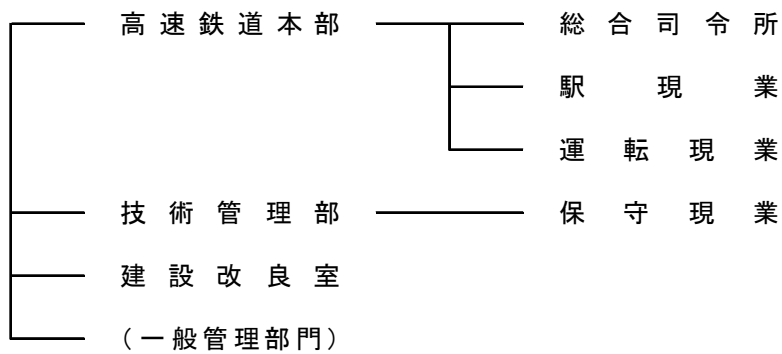 高速鉄道本部 総合司令所
駅現業
運転現業
技術管理部 保守現業
建設改良室
（一般管理部門）